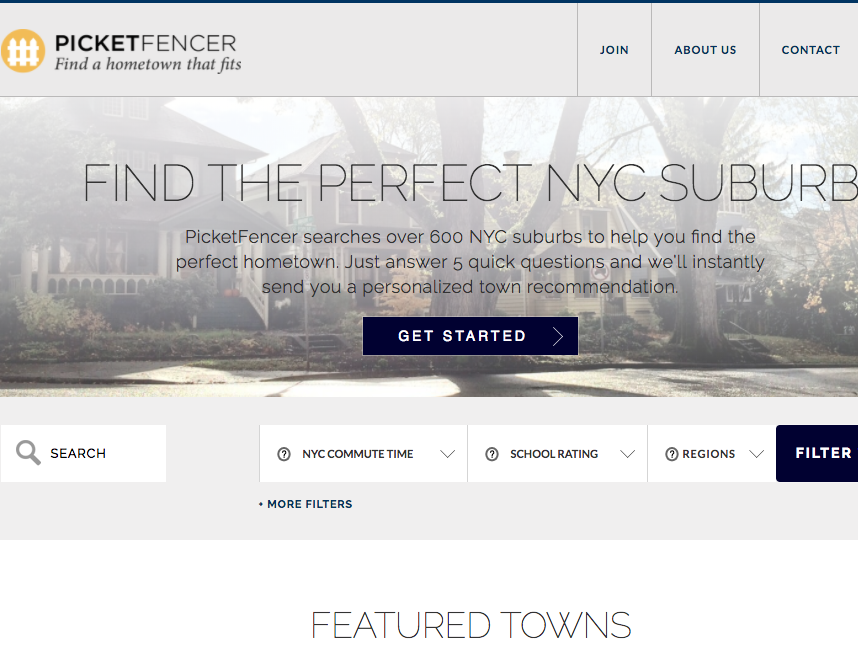 PICKETFENCER
Find a hometown that fits
JOIN
ABOUT US
CONTACT
FIND THE PERFECT NYC SUBURB
PicketFencer searches over 600 NYC suburbs to help you find the
perfect hometown. Just answer 5 quick questions and we'll instantly
send you a personalized town recommendation.
GET STARTED
SEARCH
? NYC COMMUTE TIME
? SCHOOL RATING
? REGIONS
FILTER
• MORE FILTERS
FEATURED TOWNS